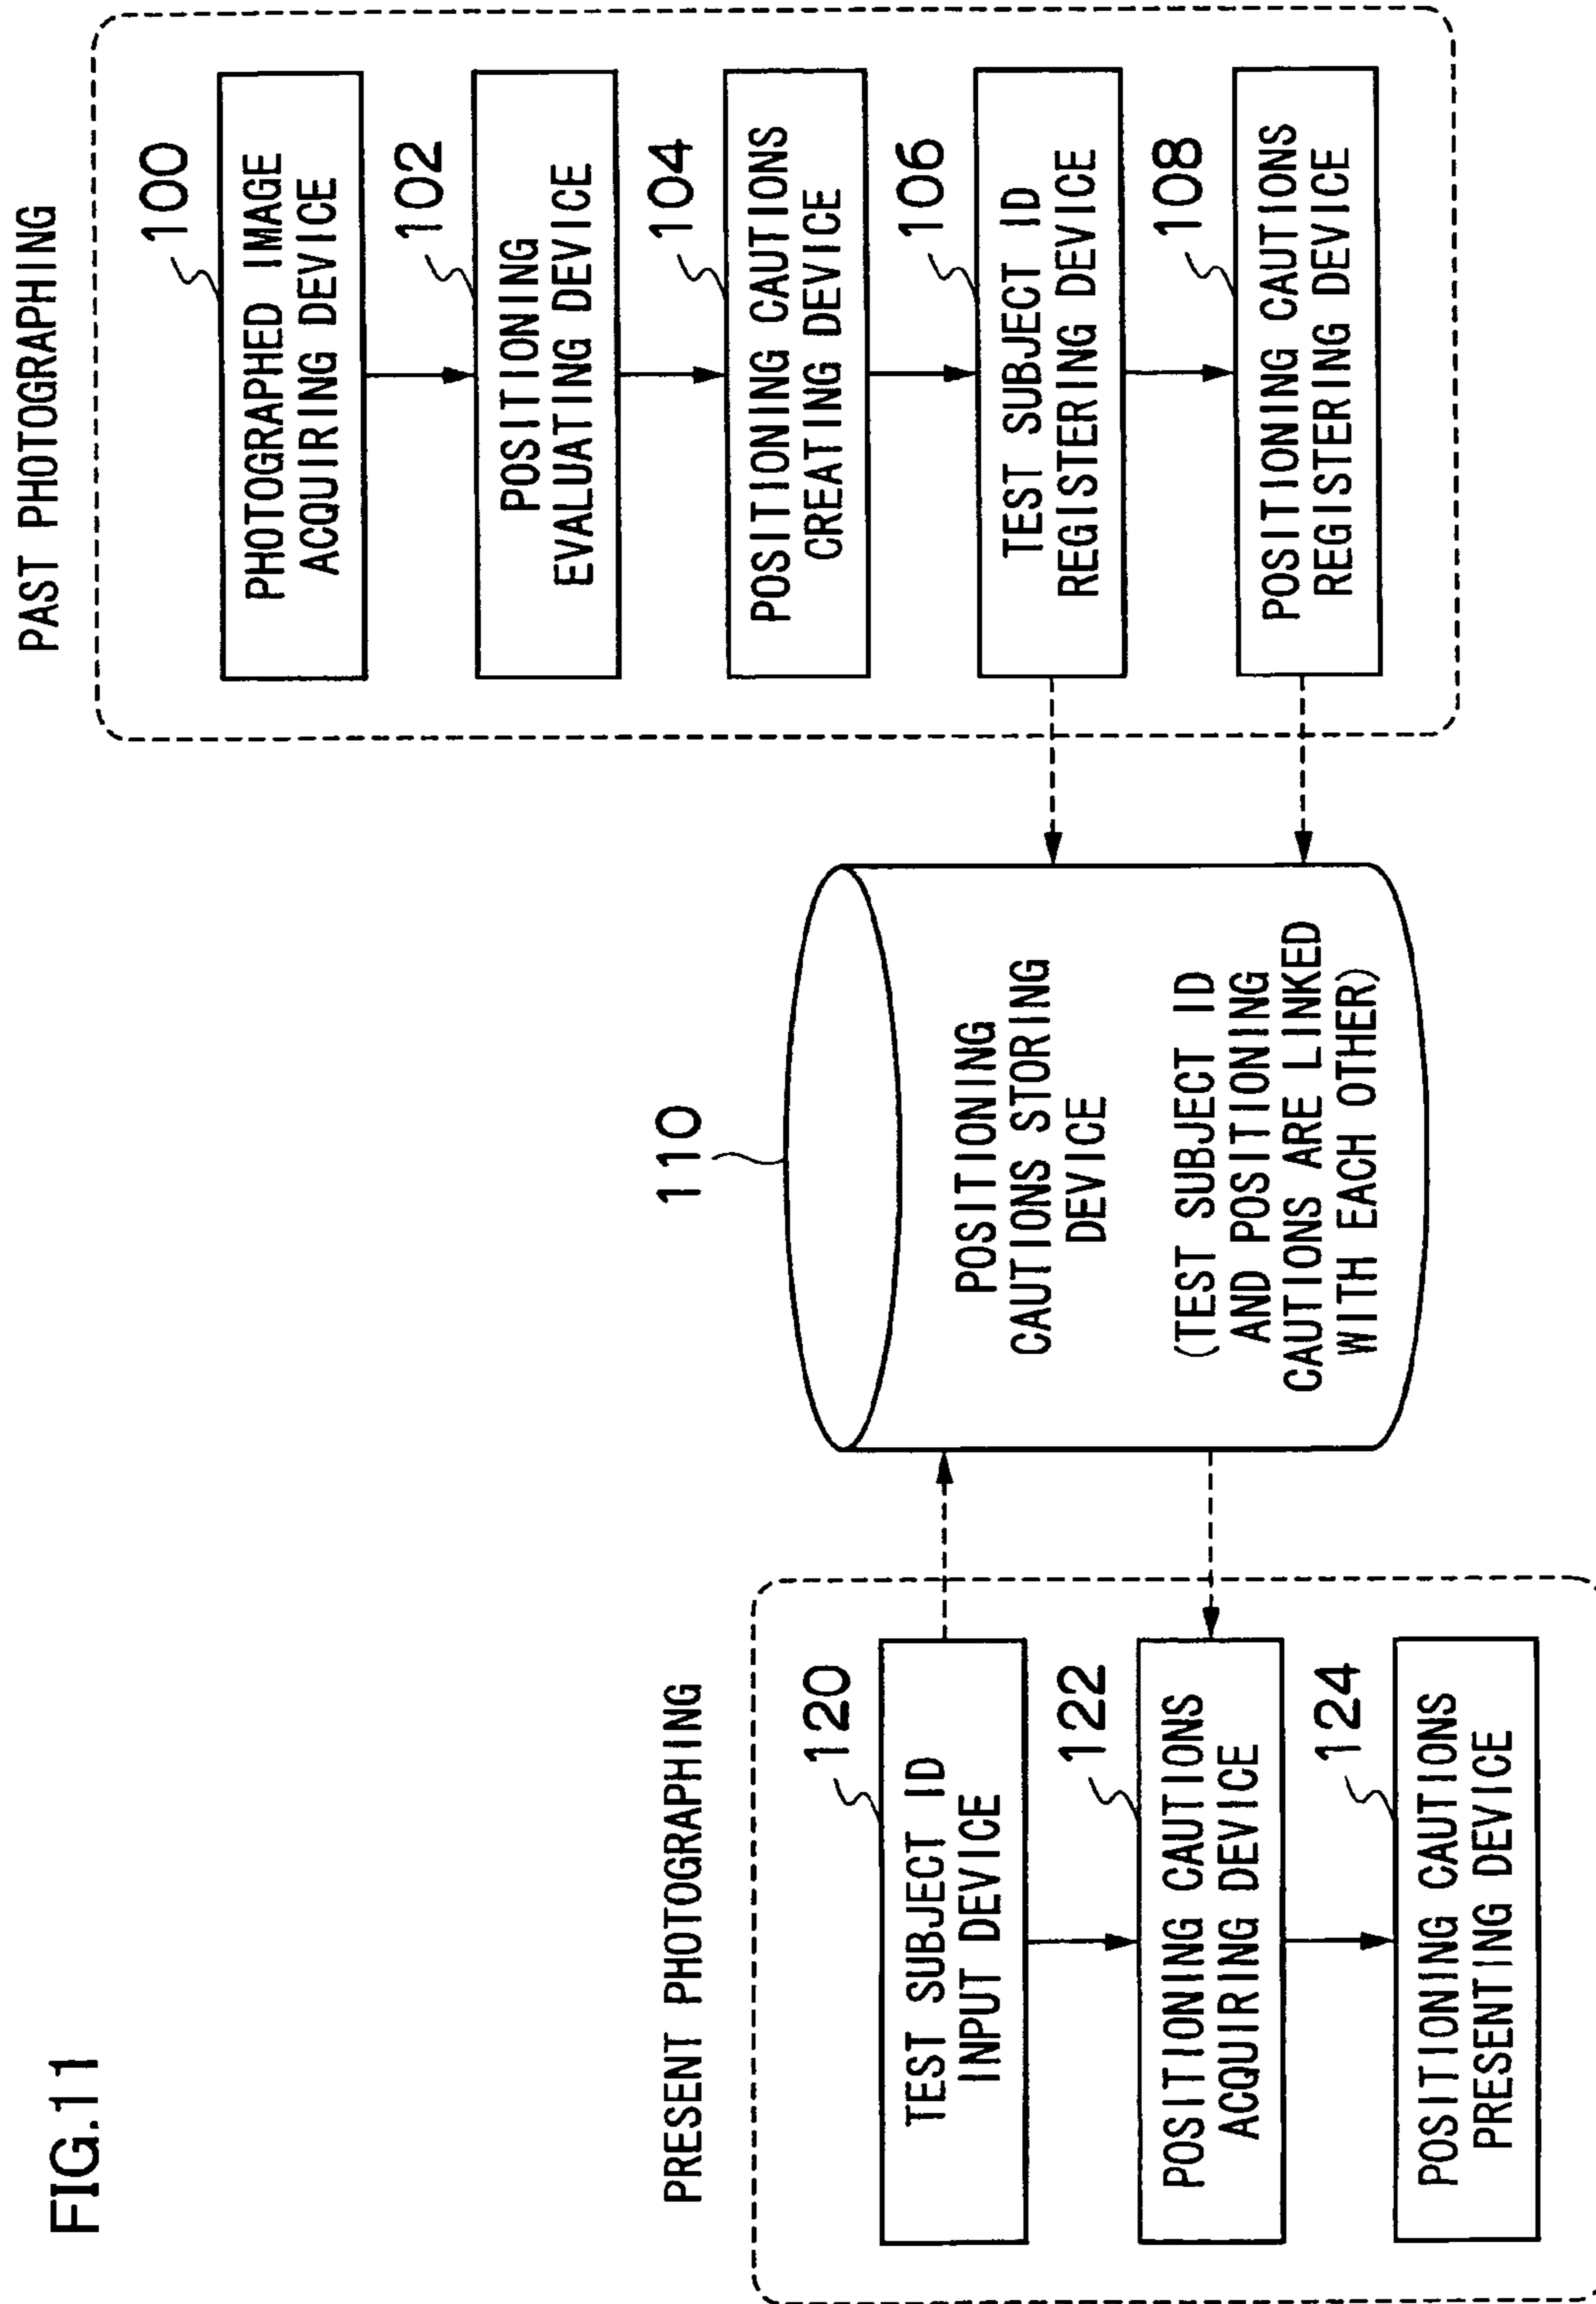 FIG.11
PRESENT PHOTOGRAPHING
120
TEST SUBJECT ID
INPUT DEVICE
122
POSITIONING CAUTIONS
ACQUIRING DEVICE
124
POSITIONING CAUTIONS
PRESENTING DEVICE
110
POSITIONING
CAUTIONS STORING
DEVICE
(TEST SUBJECT ID
AND POSITIONING
CAUTIONS ARE LINKED
WITH EACH OTHER)
PAST PHOTOGRAPHING
100
PHOTOGRAPHED IMAGE
ACQUIRING DEVICE
102
POSITIONING
EVALUATING DEVICE
104
POSITIONING CAUTIONS
CREATING DEVICE
106
TEST SUBJECT ID
REGISTERING DEVICE
108
POSITIONING CAUTIONS
REGISTERING DEVICE